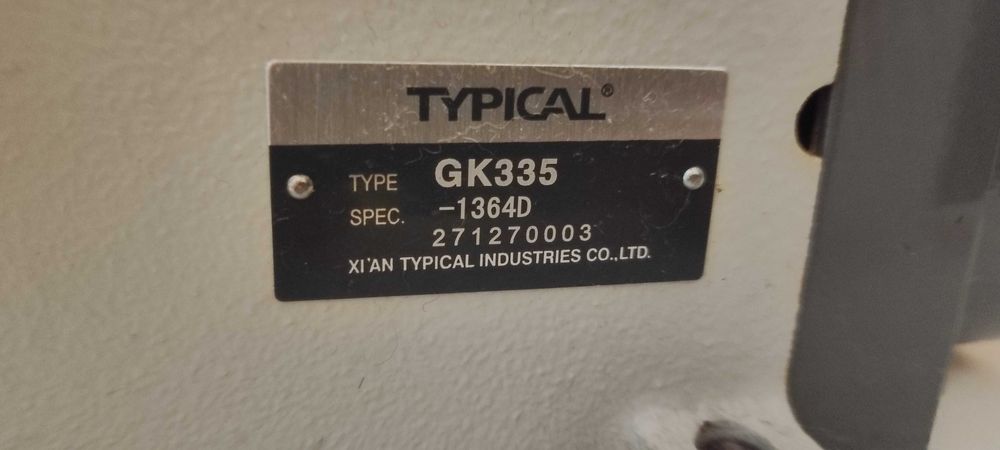 TYPICAL®
TYPE GK335
SPEC. -1364D
271270003
XI'AN TYPICAL INDUSTRIES CO.,LTD.